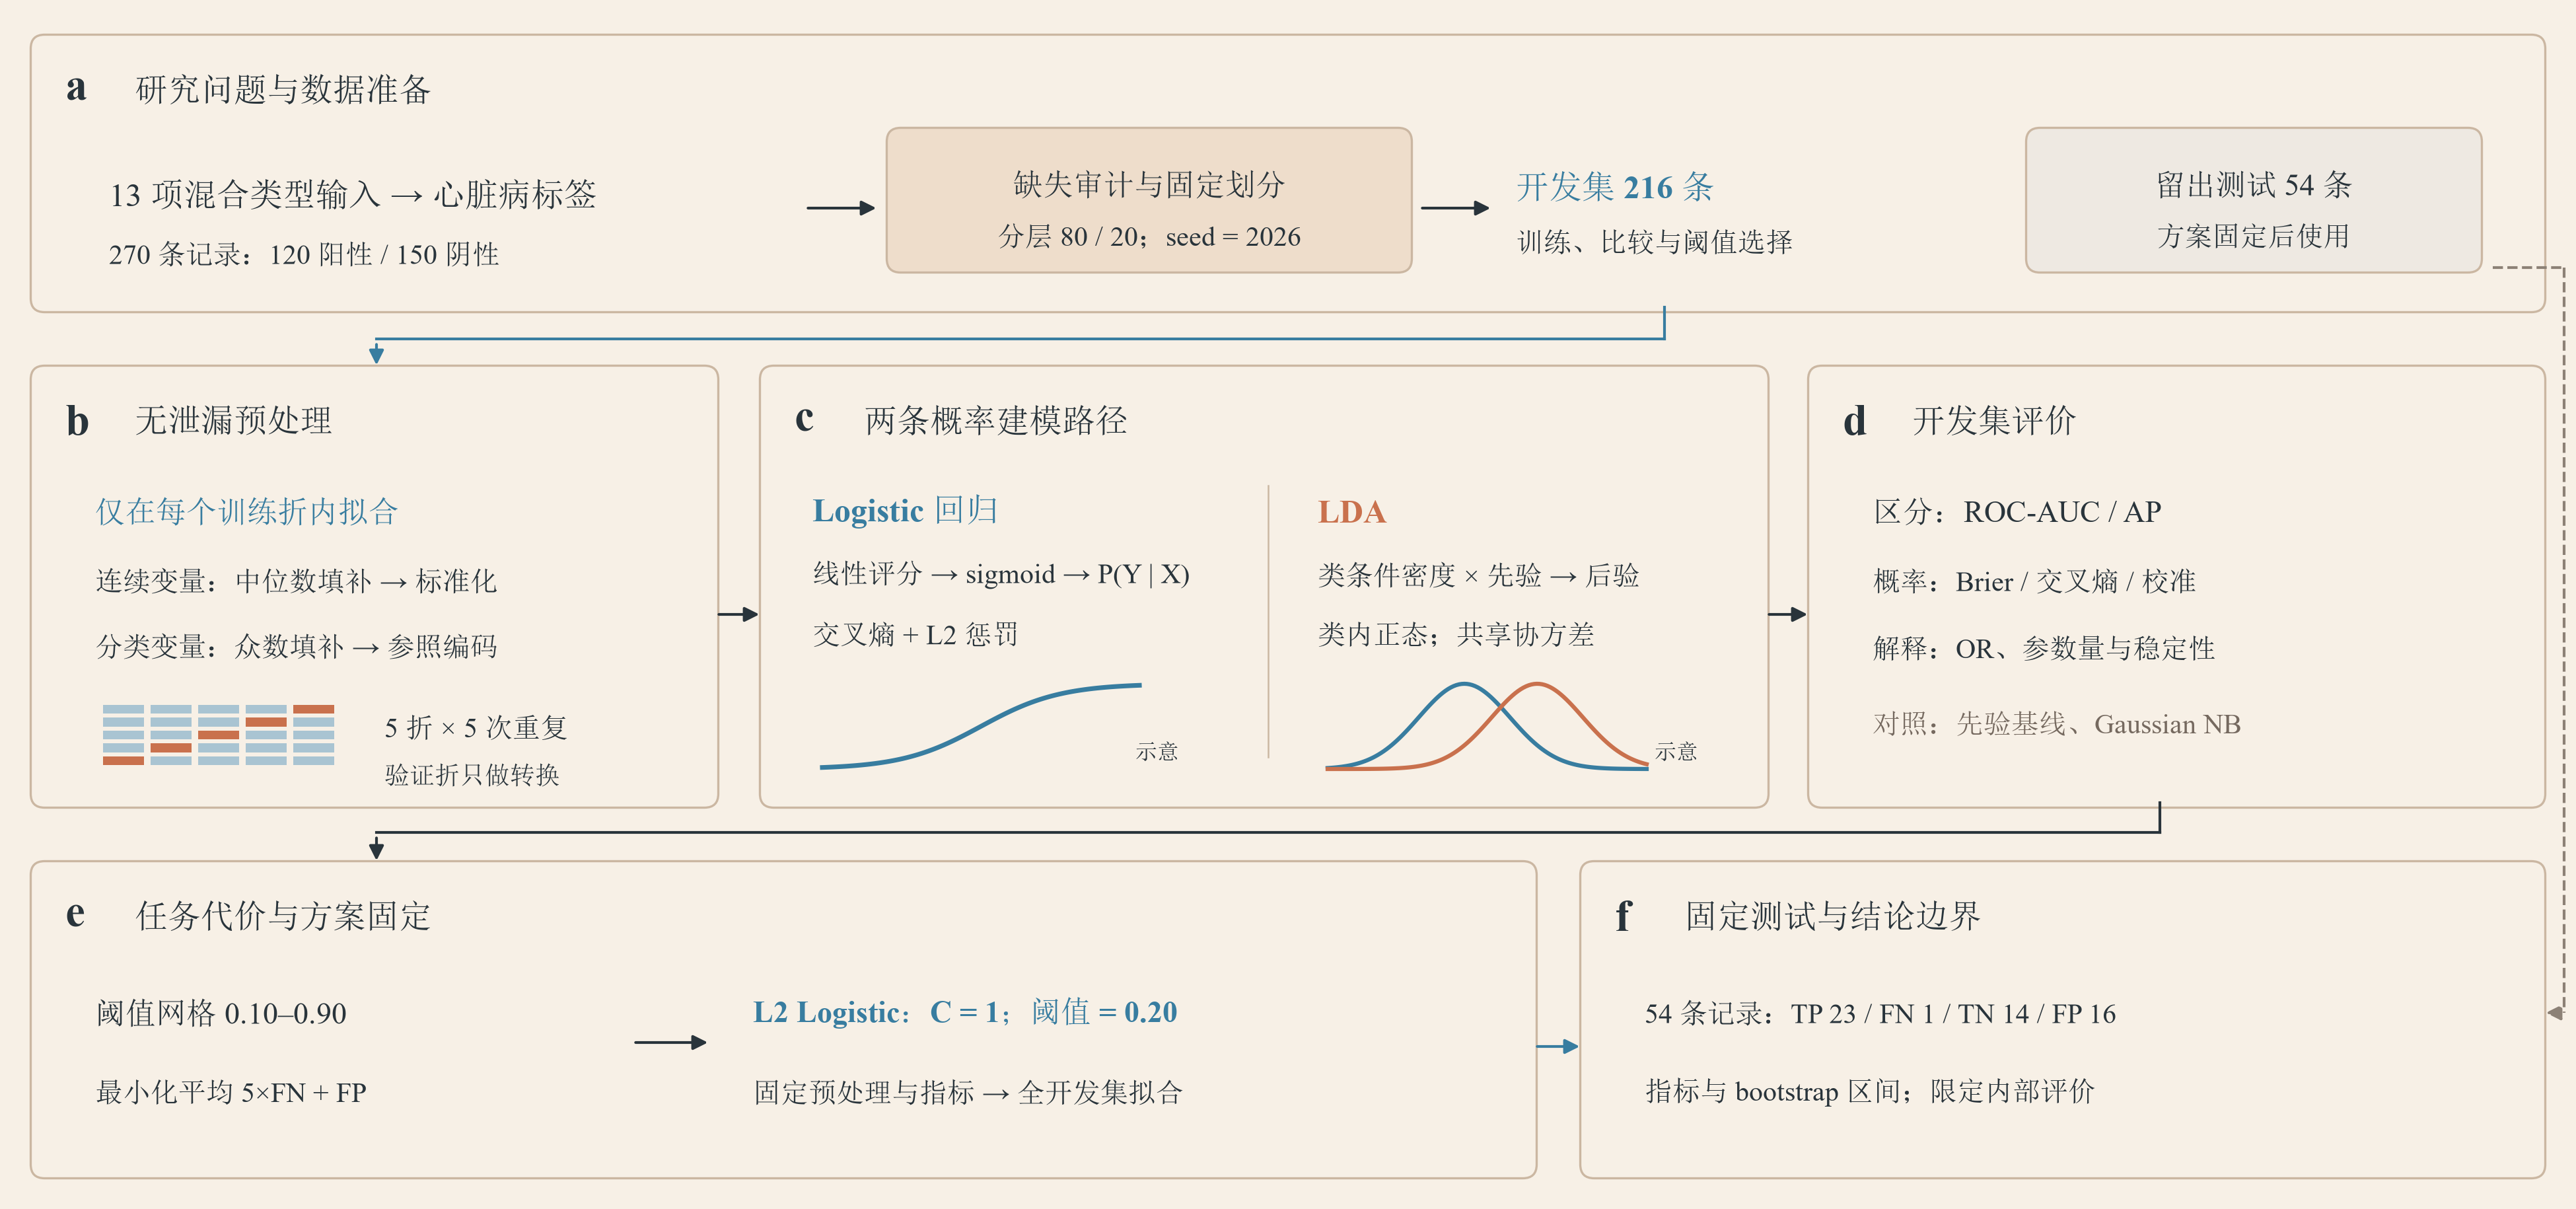 a 研究问题与数据准备
13 项混合类型输入 → 心脏病标签
270 条记录：120 阳性 / 150 阴性
缺失审计与固定划分
分层 80 / 20；seed = 2026
开发集 216 条
训练、比较与阈值选择
留出测试 54 条
方案固定后使用
b 无泄漏预处理
仅在每个训练折内拟合
连续变量：中位数填补 → 标准化
分类变量：众数填补 → 参照编码
5 折 × 5 次重复
验证折只做转换
c 两条概率建模路径
Logistic 回归
线性评分 → sigmoid → P(Y | X)
交叉熵 + L2 惩罚
示意
LDA
类条件密度 × 先验 → 后验
类内正态；共享协方差
示意
d 开发集评价
区分：ROC-AUC / AP
概率：Brier / 交叉熵 / 校准
解释：OR、参数量与稳定性
对照：先验基线、Gaussian NB
e 任务代价与方案固定
阈值网格 0.10–0.90
最小化平均 5×FN + FP
L2 Logistic：C = 1；阈值 = 0.20
固定预处理与指标 → 全开发集拟合
f 固定测试与结论边界
54 条记录：TP 23 / FN 1 / TN 14 / FP 16
指标与 bootstrap 区间；限定内部评价